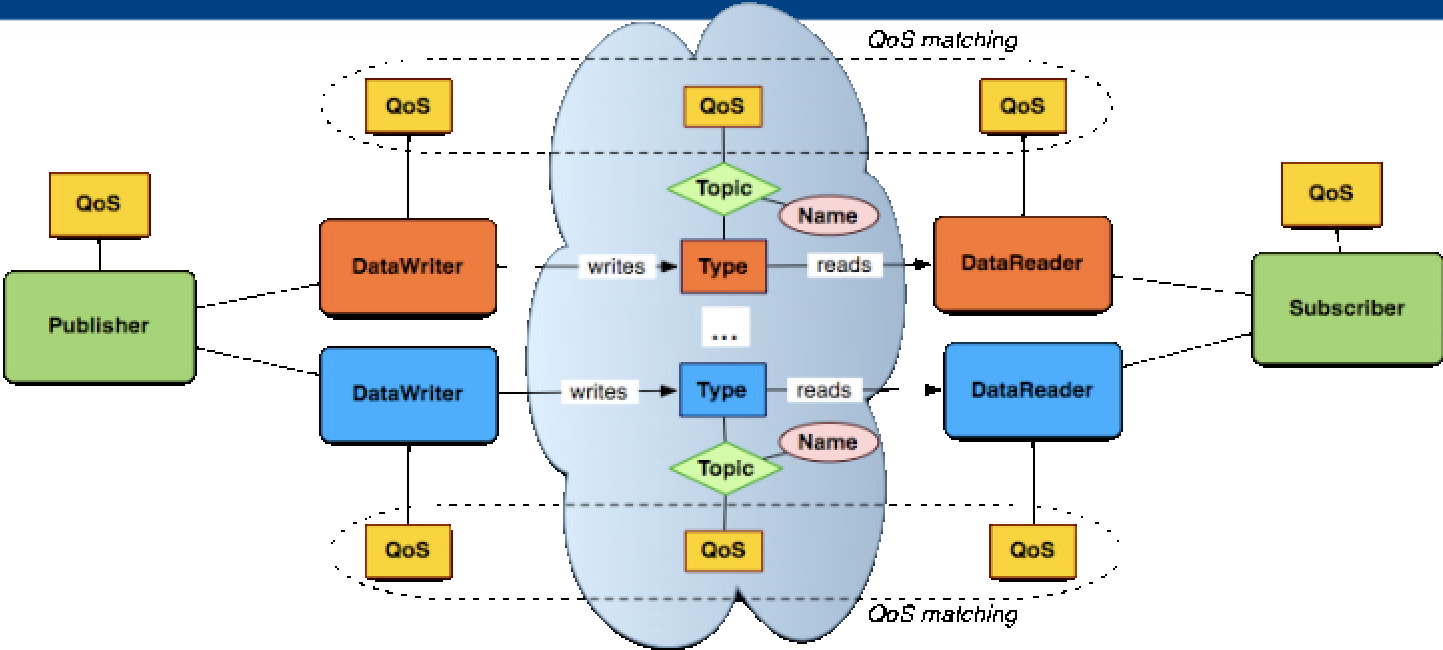 QoS matching
QoS
QoS
QoS
QoS
QoS
Topic
Name
DataWriter
writes
Type
reads
DataReader
Publisher
...
Subscriber
DataWriter
writes
Type
reads
DataReader
Name
Topic
QoS
QoS
QoS
QoS matching